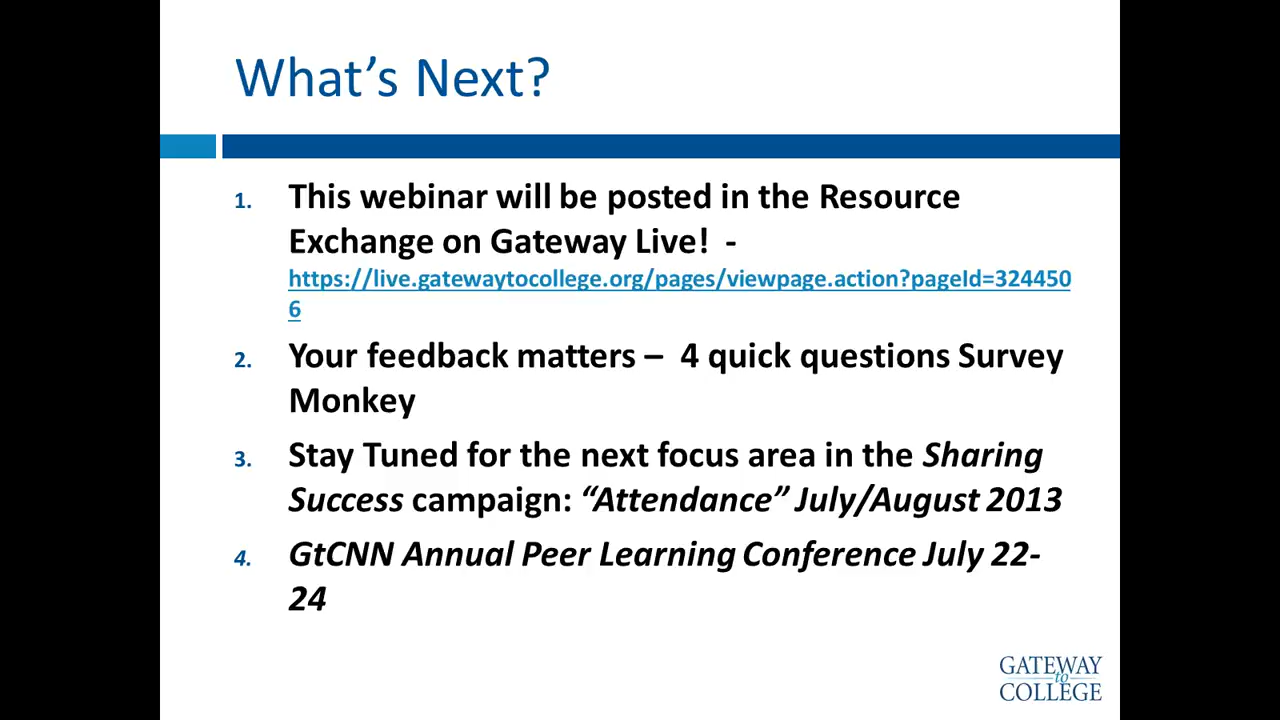 What's Next?
1. This webinar will be posted in the Resource
Exchange on Gateway Live!  -
https://live.gatewaytocollege.org/pages/viewpage.action?pageId=324450
6
2. Your feedback matters –  4 quick questions Survey
Monkey
3. Stay Tuned for the next focus area in the Sharing
Success campaign: “Attendance” July/August 2013
4. GtCNN Annual Peer Learning Conference July 22-
24
GATEWAY
to
COLLEGE